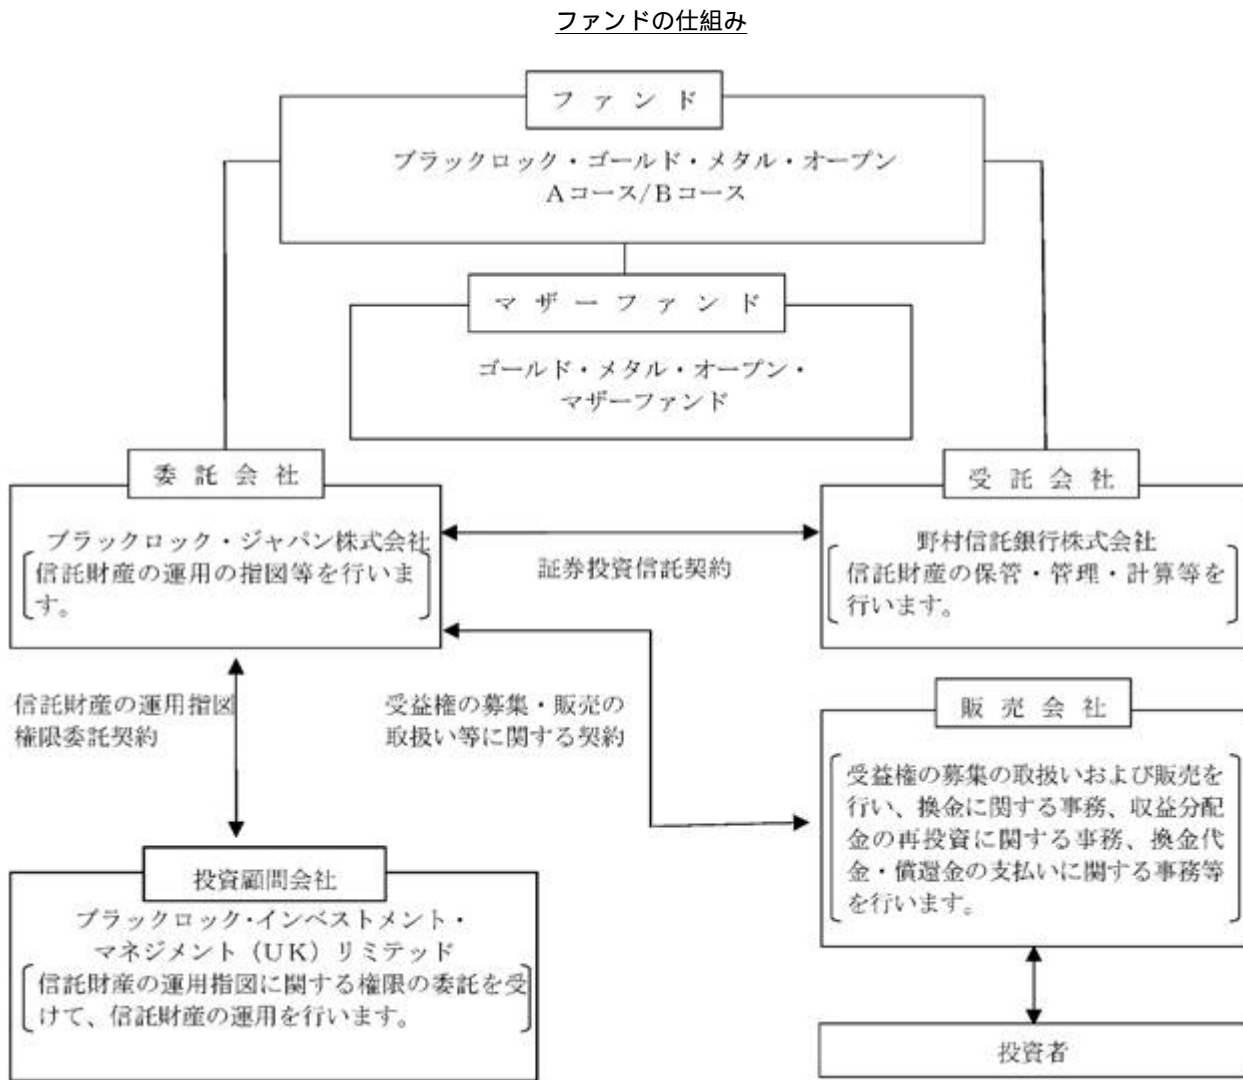 ファンドの仕組み
ファンド
ブラックロック・ゴールド・メタル・オープン
Aコース/Bコース
マザーファンド
ゴールド・メタル・オープン・
マザーファンド
委託会社
ブラックロック・ジャパン株式会社
信託財産の運用の指図等を行いま
す。
証券投資信託契約
受託会社
野村信託銀行株式会社
信託財産の保管・管理・計算等を
行います。
信託財産の運用指図
権限委託契約
受益権の募集・販売の
取扱い等に関する契約
販売会社
受益権の募集の取扱いおよび販売を
行い、換金に関する事務、収益分配
金の再投資に関する事務、換金代
金・償還金の支払いに関する事務等
を行います。
投資顧問会社
ブラックロック・インベストメント・
マネジメント（UK）リミテッド
信託財産の運用指図に関する権限の委託を受
けて、信託財産の運用を行います。
投資者